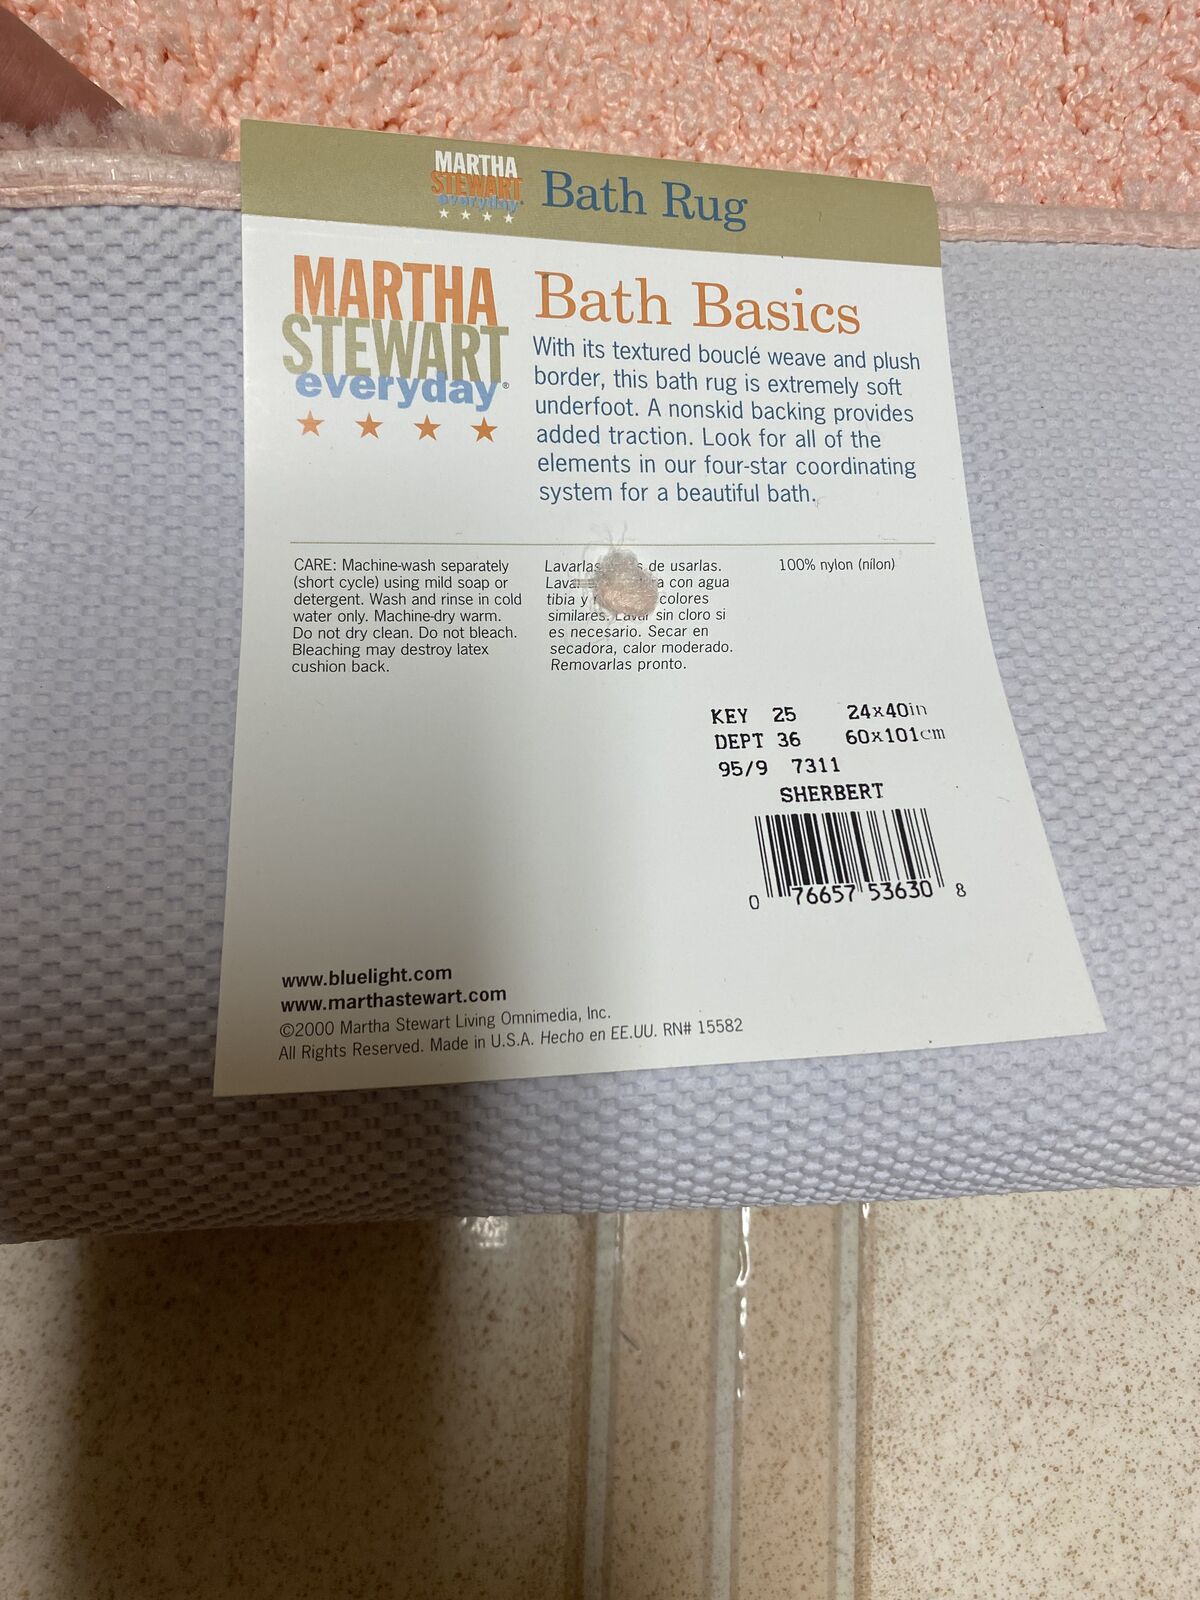 MARTHA
STEWART
everyday
Bath Rug
MARTHA
STEWART
everyday®
Bath Basics
With its textured bouclé weave and plush
border, this bath rug is extremely soft
underfoot. A nonskid backing provides
added traction. Look for all of the
elements in our four-star coordinating
system for a beautiful bath.
CARE: Machine-wash separately
(short cycle) using mild soap or
detergent. Wash and rinse in cold
water only. Machine-dry warm.
Do not dry clean. Do not bleach.
Bleaching may destroy latex
cushion back.
Lavarlas de usarlas.
con agua
tibia y colores
similares. Lavar sin cloro si
es necesario. Secar en
secadora, calor moderado.
Removarlas pronto.
100% nylon (nílon)
KEY 25 24x40in
DEPT 36 60x101cm
95/9 7311
SHERBERT
0 76657 53630 8
www.bluelight.com
www.marthastewart.com
©2000 Martha Stewart Living Omnimedia, Inc.
All Rights Reserved. Made in U.S.A. Hecho en EE.UU. RN# 15582